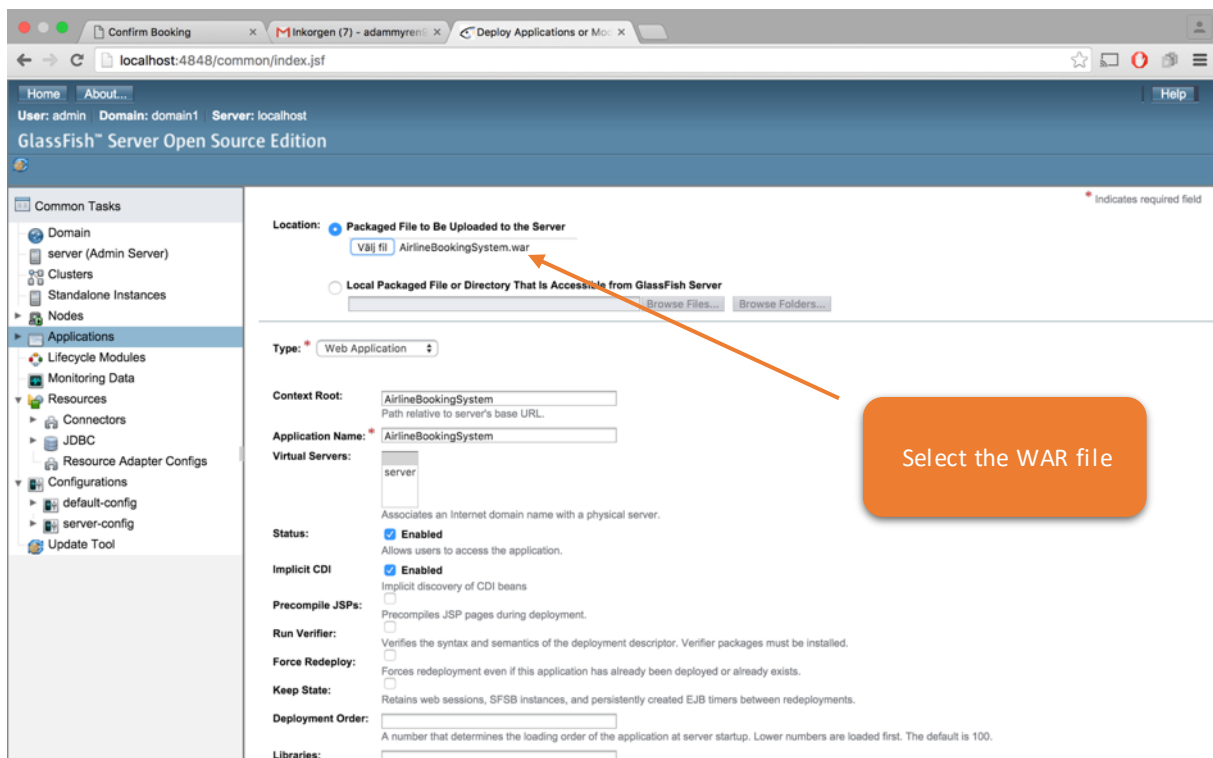 Confirm Booking
Inkorgen (7) - adammyren
Deploy Applications or Mod
localhost:4848/common/index.jsf
Home About... Help
User: admin Domain: domain1 Server: localhost
GlassFish™ Server Open Source Edition
Common Tasks
Domain
server (Admin Server)
Clusters
Standalone Instances
Nodes
Applications
Lifecycle Modules
Monitoring Data
Resources
Connectors
JDBC
Resource Adapter Configs
Configurations
default-config
server-config
Update Tool
* Indicates required field
Location: Packaged File to Be Uploaded to the Server
Välj fil AirlineBookingSystem.war
Local Packaged File or Directory That Is Accessible from GlassFish Server
Browse Files... Browse Folders...
Type: * Web Application
Context Root: AirlineBookingSystem
Path relative to server's base URL.
Application Name: * AirlineBookingSystem
Virtual Servers:
server
Associates an Internet domain name with a physical server.
Status: Enabled
Allows users to access the application.
Implicit CDI Enabled
Implicit discovery of CDI beans
Precompile JSPs:
Precompiles JSP pages during deployment.
Run Verifier:
Verifies the syntax and semantics of the deployment descriptor. Verifier packages must be installed.
Force Redeploy:
Forces redeployment even if this application has already been deployed or already exists.
Keep State:
Retains web sessions, SFSB instances, and persistently created EJB timers between redeployments.
Deployment Order:
A number that determines the loading order of the application at server startup. Lower numbers are loaded first. The default is 100.
Libraries:
Select the WAR file